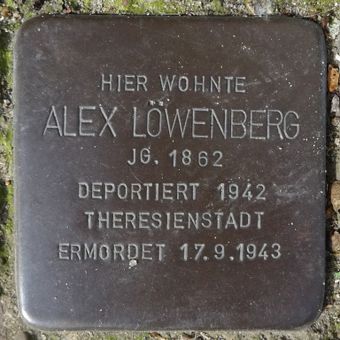 HIER WOHNTE
ALEX LÖWENBERG
JG. 1862
DEPORTIERT 1942
THERESIENSTADT
ERMORDET 17.9.1943